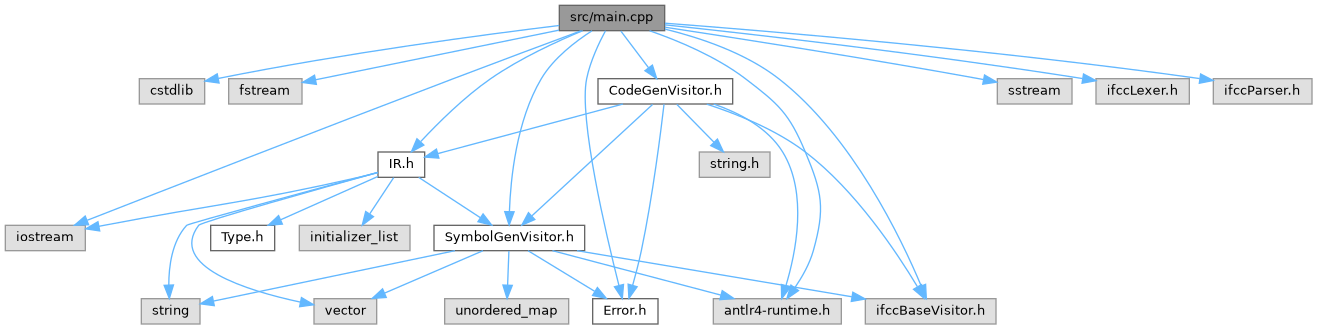 src/main.cpp
cstdlib
fstream
CodeGenVisitor.h
sstream
ifccLexer.h
ifccParser.h
IR.h
string.h
iostream
Type.h
initializer_list
SymbolGenVisitor.h
string
vector
unordered_map
Error.h
antlr4-runtime.h
ifccBaseVisitor.h